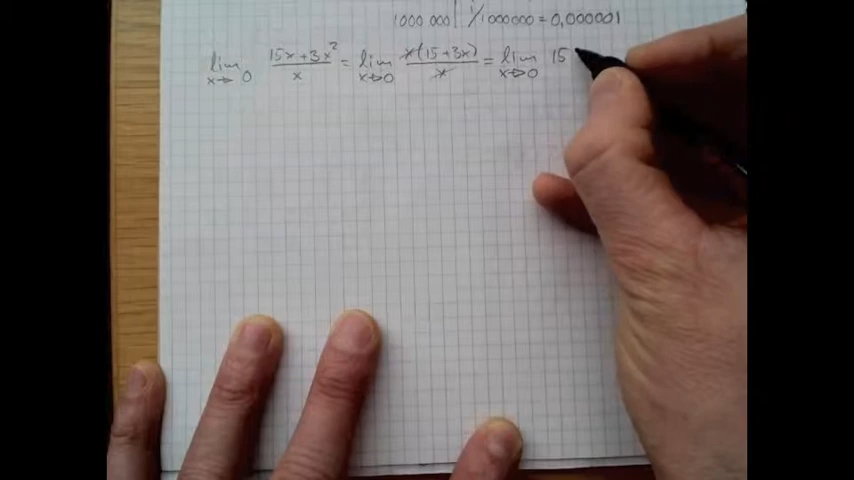 1000 000 | 1/1000000 = 0,000001
lim x→0 (15x+3x²)/x = lim x→0 x(15+3x)/x = lim x→0 15